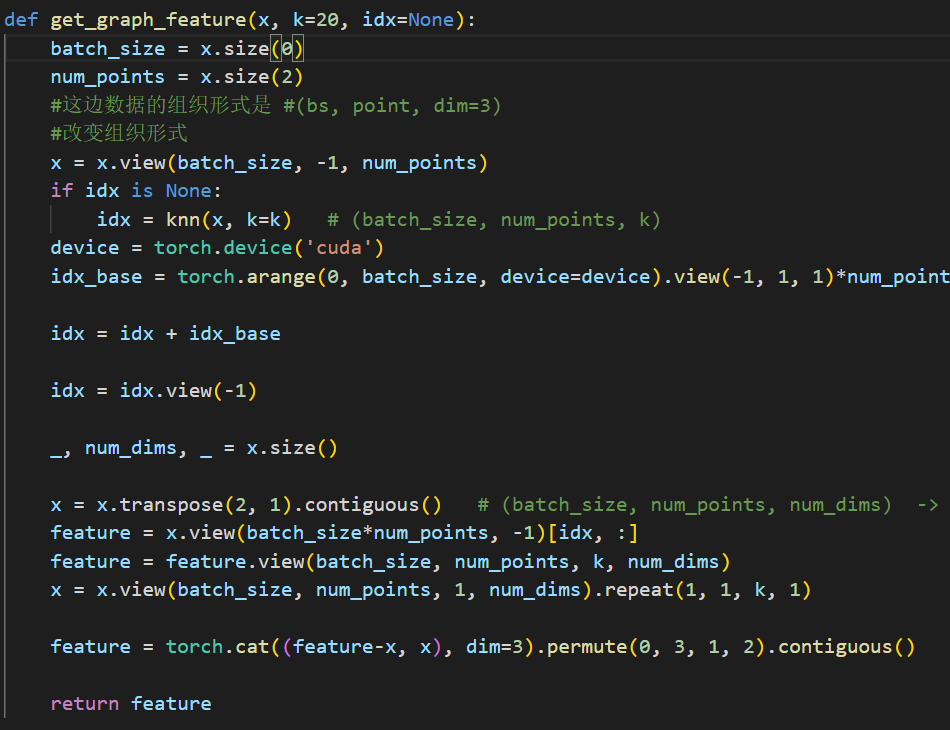 def get_graph_feature(x, k=20, idx=None):
    batch_size = x.size(0)
    num_points = x.size(2)
    #这边数据的组织形式是 #(bs, point, dim=3)
    #改变组织形式
    x = x.view(batch_size, -1, num_points)
    if idx is None:
        idx = knn(x, k=k)   # (batch_size, num_points, k)
    device = torch.device('cuda')
    idx_base = torch.arange(0, batch_size, device=device).view(-1, 1, 1)*num_point
    idx = idx + idx_base
    idx = idx.view(-1)
    _, num_dims, _ = x.size()
    x = x.transpose(2, 1).contiguous()   # (batch_size, num_points, num_dims)  ->
    feature = x.view(batch_size*num_points, -1)[idx, :]
    feature = feature.view(batch_size, num_points, k, num_dims)
    x = x.view(batch_size, num_points, 1, num_dims).repeat(1, 1, k, 1)
    feature = torch.cat((feature-x, x), dim=3).permute(0, 3, 1, 2).contiguous()
    return feature